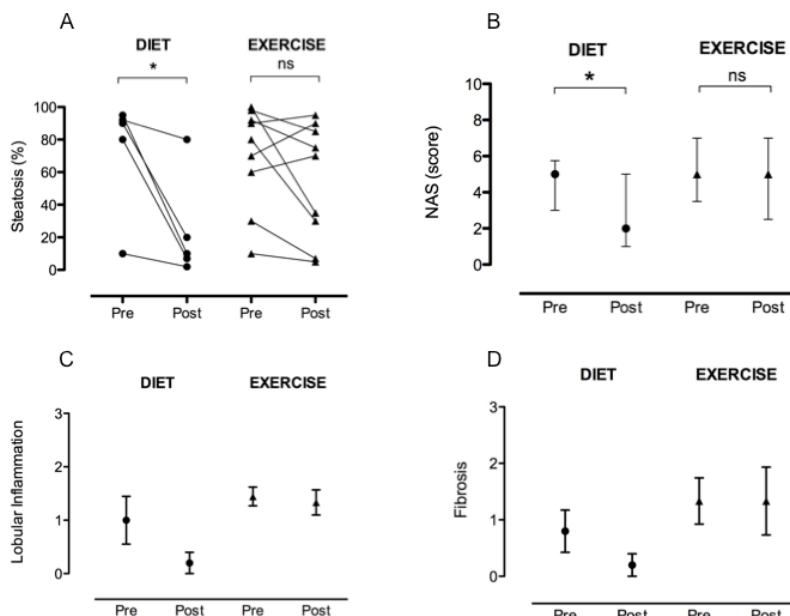 A
DIET
EXERCISE
*
ns
100
80
60
40
20
0
Steatosis (%)
Pre
Post
Pre
Post
B
DIET
EXERCISE
*
ns
10
8
6
4
2
0
NAS (score)
Pre
Post
Pre
Post
C
DIET
EXERCISE
3
2
1
0
Lobular Inflammation
Pre
Post
Pre
Post
D
DIET
EXERCISE
3
2
1
0
Fibrosis
Pre
Post
Pre
Post